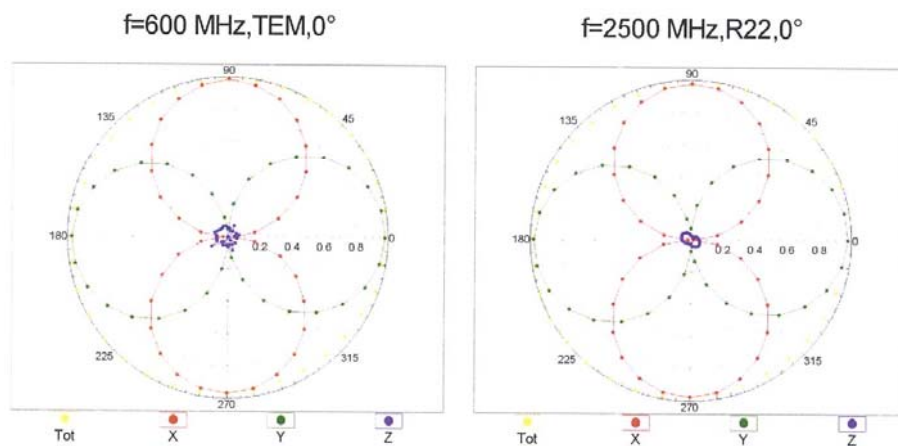 f=600 MHz,TEM,0° f=2500 MHz,R22,0°
90 90
135 45 135 45
180 0.2 0.4 0.6 0.8 0 180 0.2 0.4 0.6 0.8 0
225 315 225 315
270 270
Tot X Y Z Tot X Y Z